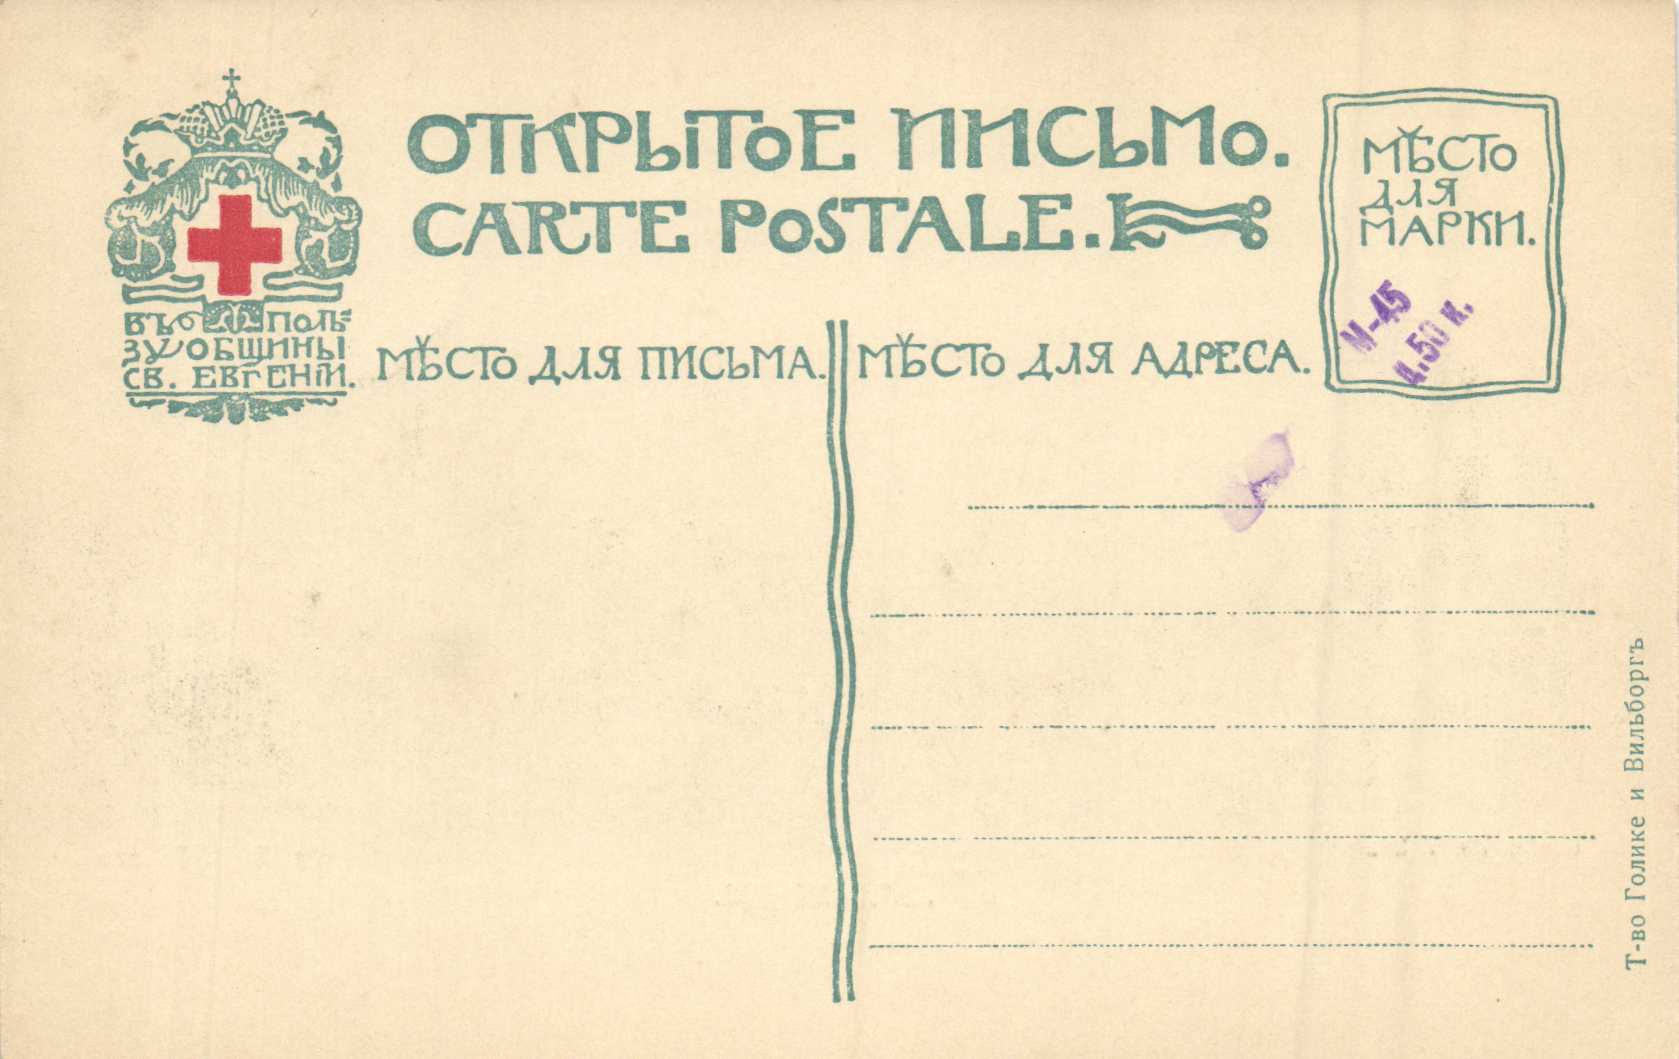 ОТКРЫТОЕ ПИСЬМО.
CARTE POSTALE.
МѢСТО
ДЛЯ
МАРКИ.
М-45
ц.50 к.
ВЪ ПОЛЬ-
ЗУ ОБЩИНЫ
СВ. ЕВГЕНІИ.
МѢСТО ДЛЯ ПИСЬМА.
МѢСТО ДЛЯ АДРЕСА.
Т-во Голике и Вильборгъ